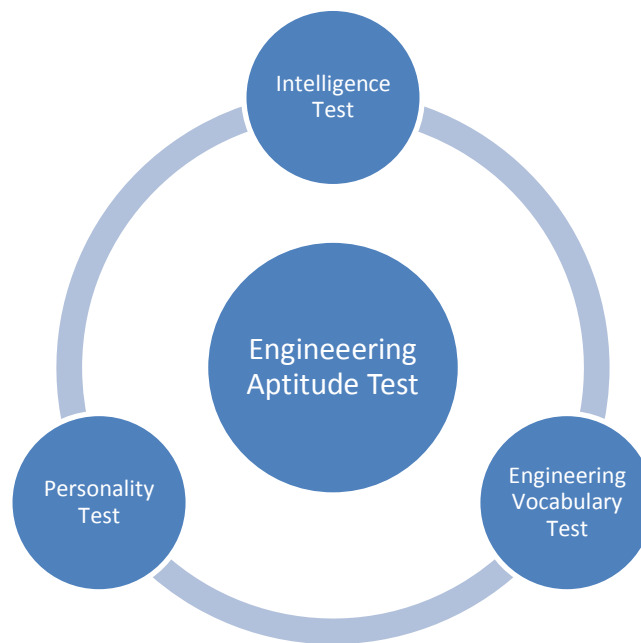 Intelligence
Test
Engineeering
Aptitude Test
Personality
Test
Engineering
Vocabulary
Test